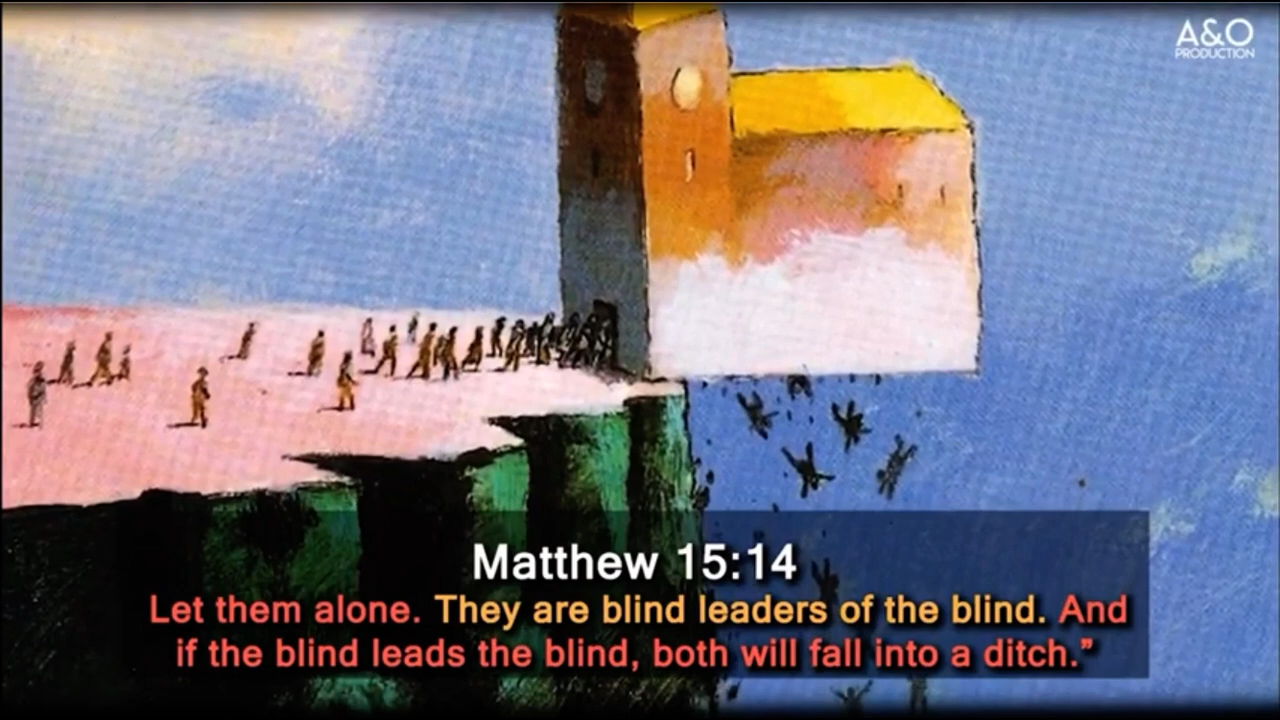 A&O
PRODUCTION
Matthew 15:14
Let them alone. They are blind leaders of the blind. And
if the blind leads the blind, both will fall into a ditch.”